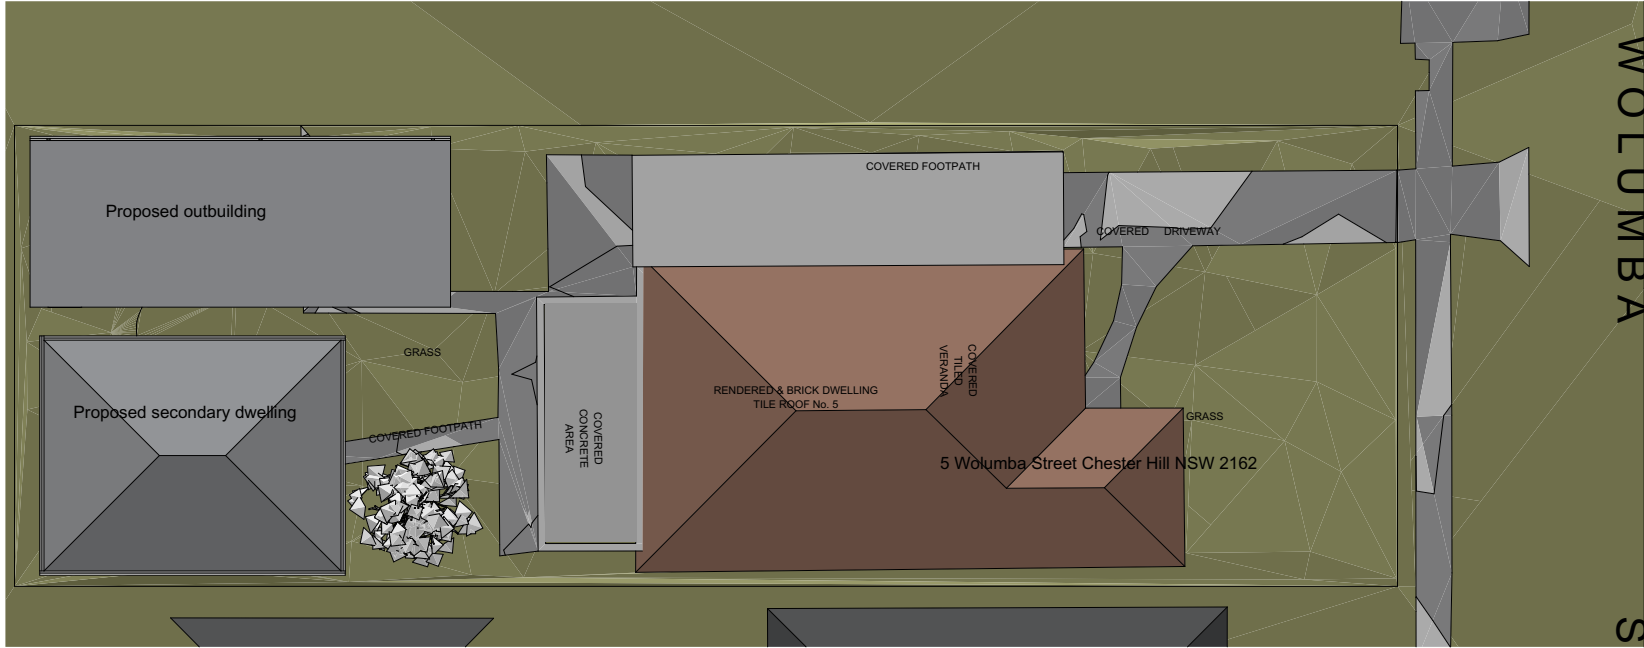 COVERED FOOTPATH
Proposed outbuilding
COVERED DRIVEWAY
GRASS
COVERED
TILED
VERANDA
RENDERED & BRICK DWELLING
TILE ROOF No. 5
Proposed secondary dwelling
COVERED FOOTPATH
COVERED
CONCRETE
AREA
GRASS
5 Wolumba Street Chester Hill NSW 2162
WOLUMBA S